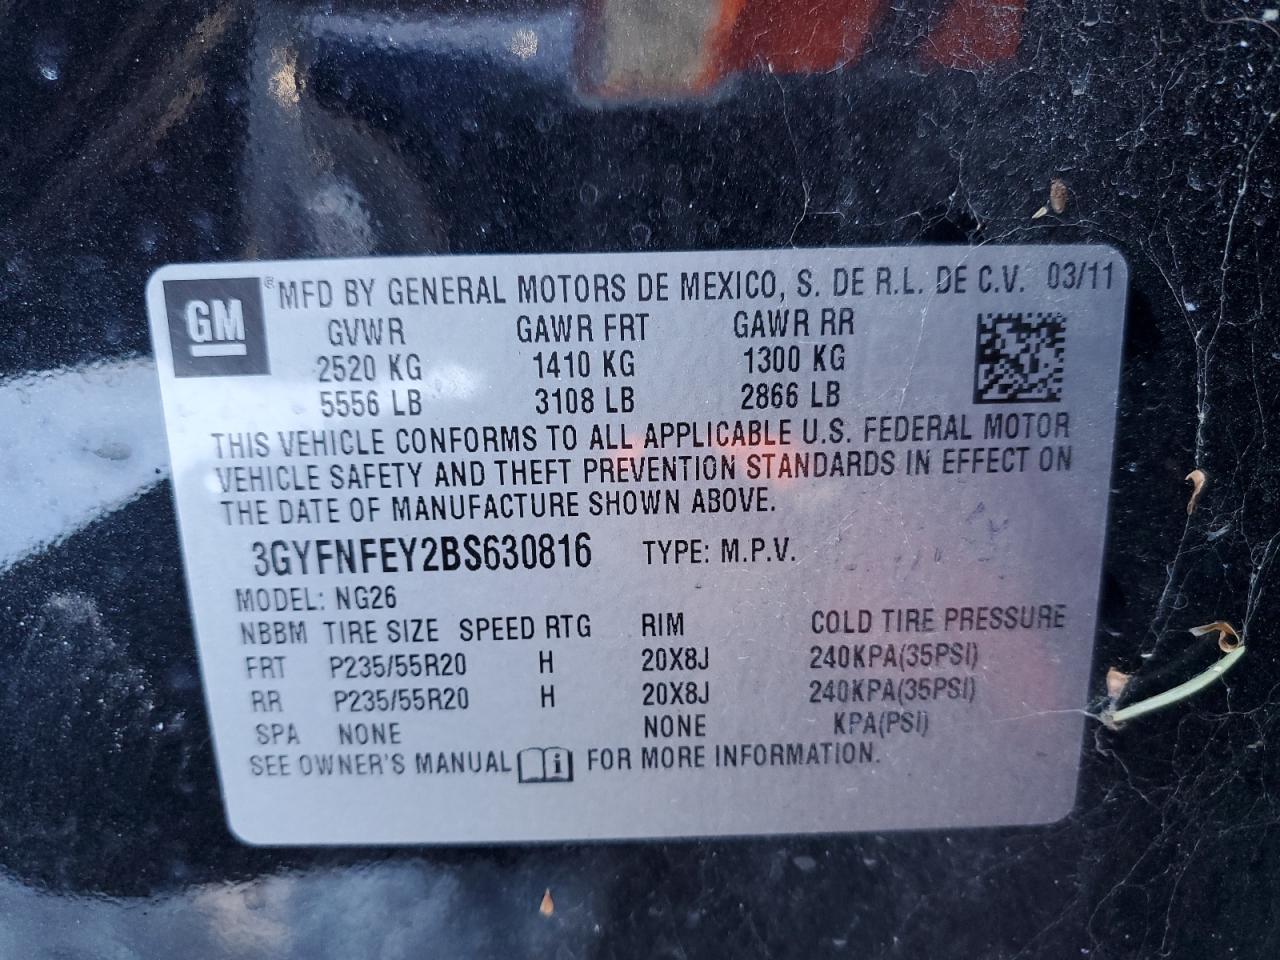 GM ® MFD BY GENERAL MOTORS DE MEXICO, S. DE R.L. DE C.V. 03/11
GVWR GAWR FRT GAWR RR
2520 KG 1410 KG 1300 KG
5556 LB 3108 LB 2866 LB
THIS VEHICLE CONFORMS TO ALL APPLICABLE U.S. FEDERAL MOTOR
VEHICLE SAFETY AND THEFT PREVENTION STANDARDS IN EFFECT ON
THE DATE OF MANUFACTURE SHOWN ABOVE.
3GYFNFEY2BS630816 TYPE: M.P.V.
MODEL: NG26
NBBM TIRE SIZE SPEED RTG RIM COLD TIRE PRESSURE
FRT P235/55R20 H 20X8J 240KPA(35PSI)
RR P235/55R20 H 20X8J 240KPA(35PSI)
SPA NONE NONE KPA(PSI)
SEE OWNER'S MANUAL i FOR MORE INFORMATION.